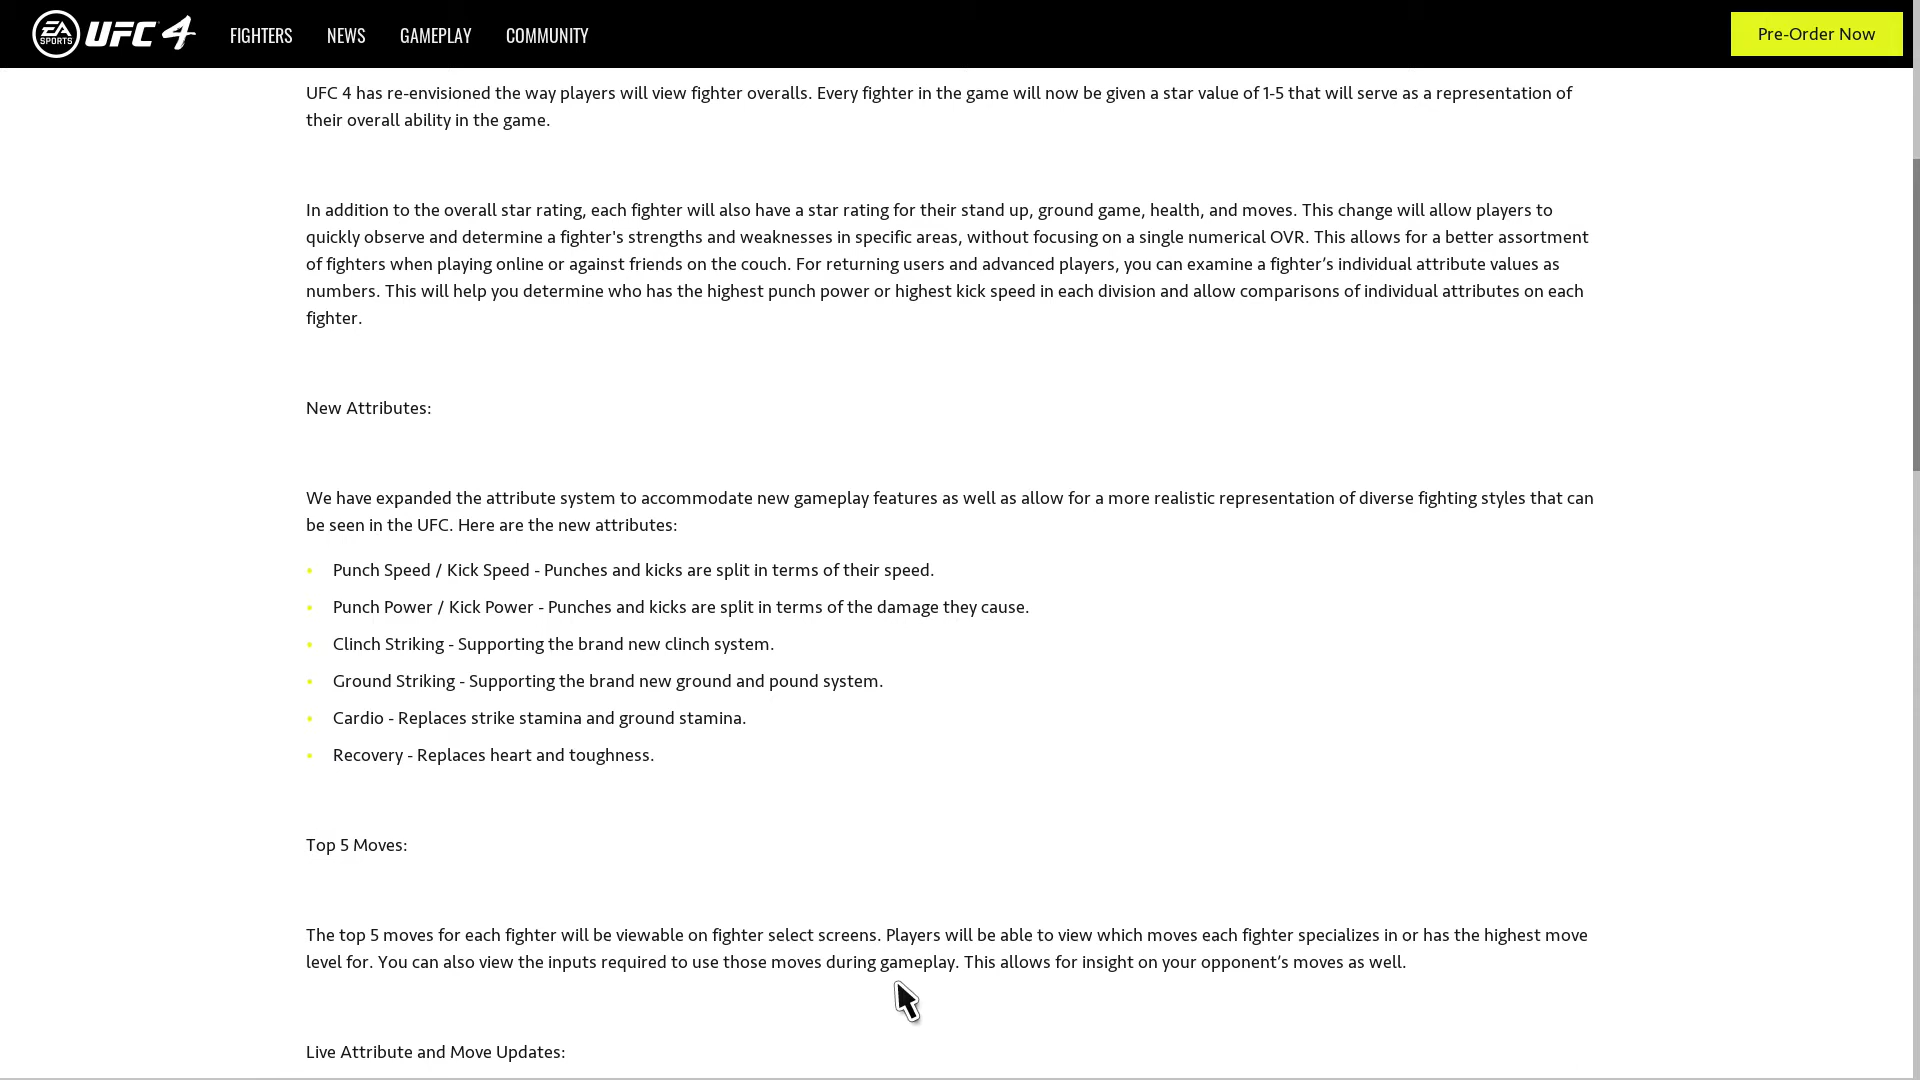 EA SPORTS UFC 4 FIGHTERS NEWS GAMEPLAY COMMUNITY Pre-Order Now
UFC 4 has re-envisioned the way players will view fighter overalls. Every fighter in the game will now be given a star value of 1-5 that will serve as a representation of
their overall ability in the game.
In addition to the overall star rating, each fighter will also have a star rating for their stand up, ground game, health, and moves. This change will allow players to
quickly observe and determine a fighter's strengths and weaknesses in specific areas, without focusing on a single numerical OVR. This allows for a better assortment
of fighters when playing online or against friends on the couch. For returning users and advanced players, you can examine a fighter’s individual attribute values as
numbers. This will help you determine who has the highest punch power or highest kick speed in each division and allow comparisons of individual attributes on each
fighter.
New Attributes:
We have expanded the attribute system to accommodate new gameplay features as well as allow for a more realistic representation of diverse fighting styles that can
be seen in the UFC. Here are the new attributes:
• Punch Speed / Kick Speed - Punches and kicks are split in terms of their speed.
• Punch Power / Kick Power - Punches and kicks are split in terms of the damage they cause.
• Clinch Striking - Supporting the brand new clinch system.
• Ground Striking - Supporting the brand new ground and pound system.
• Cardio - Replaces strike stamina and ground stamina.
• Recovery - Replaces heart and toughness.
Top 5 Moves:
The top 5 moves for each fighter will be viewable on fighter select screens. Players will be able to view which moves each fighter specializes in or has the highest move
level for. You can also view the inputs required to use those moves during gameplay. This allows for insight on your opponent’s moves as well.
Live Attribute and Move Updates: